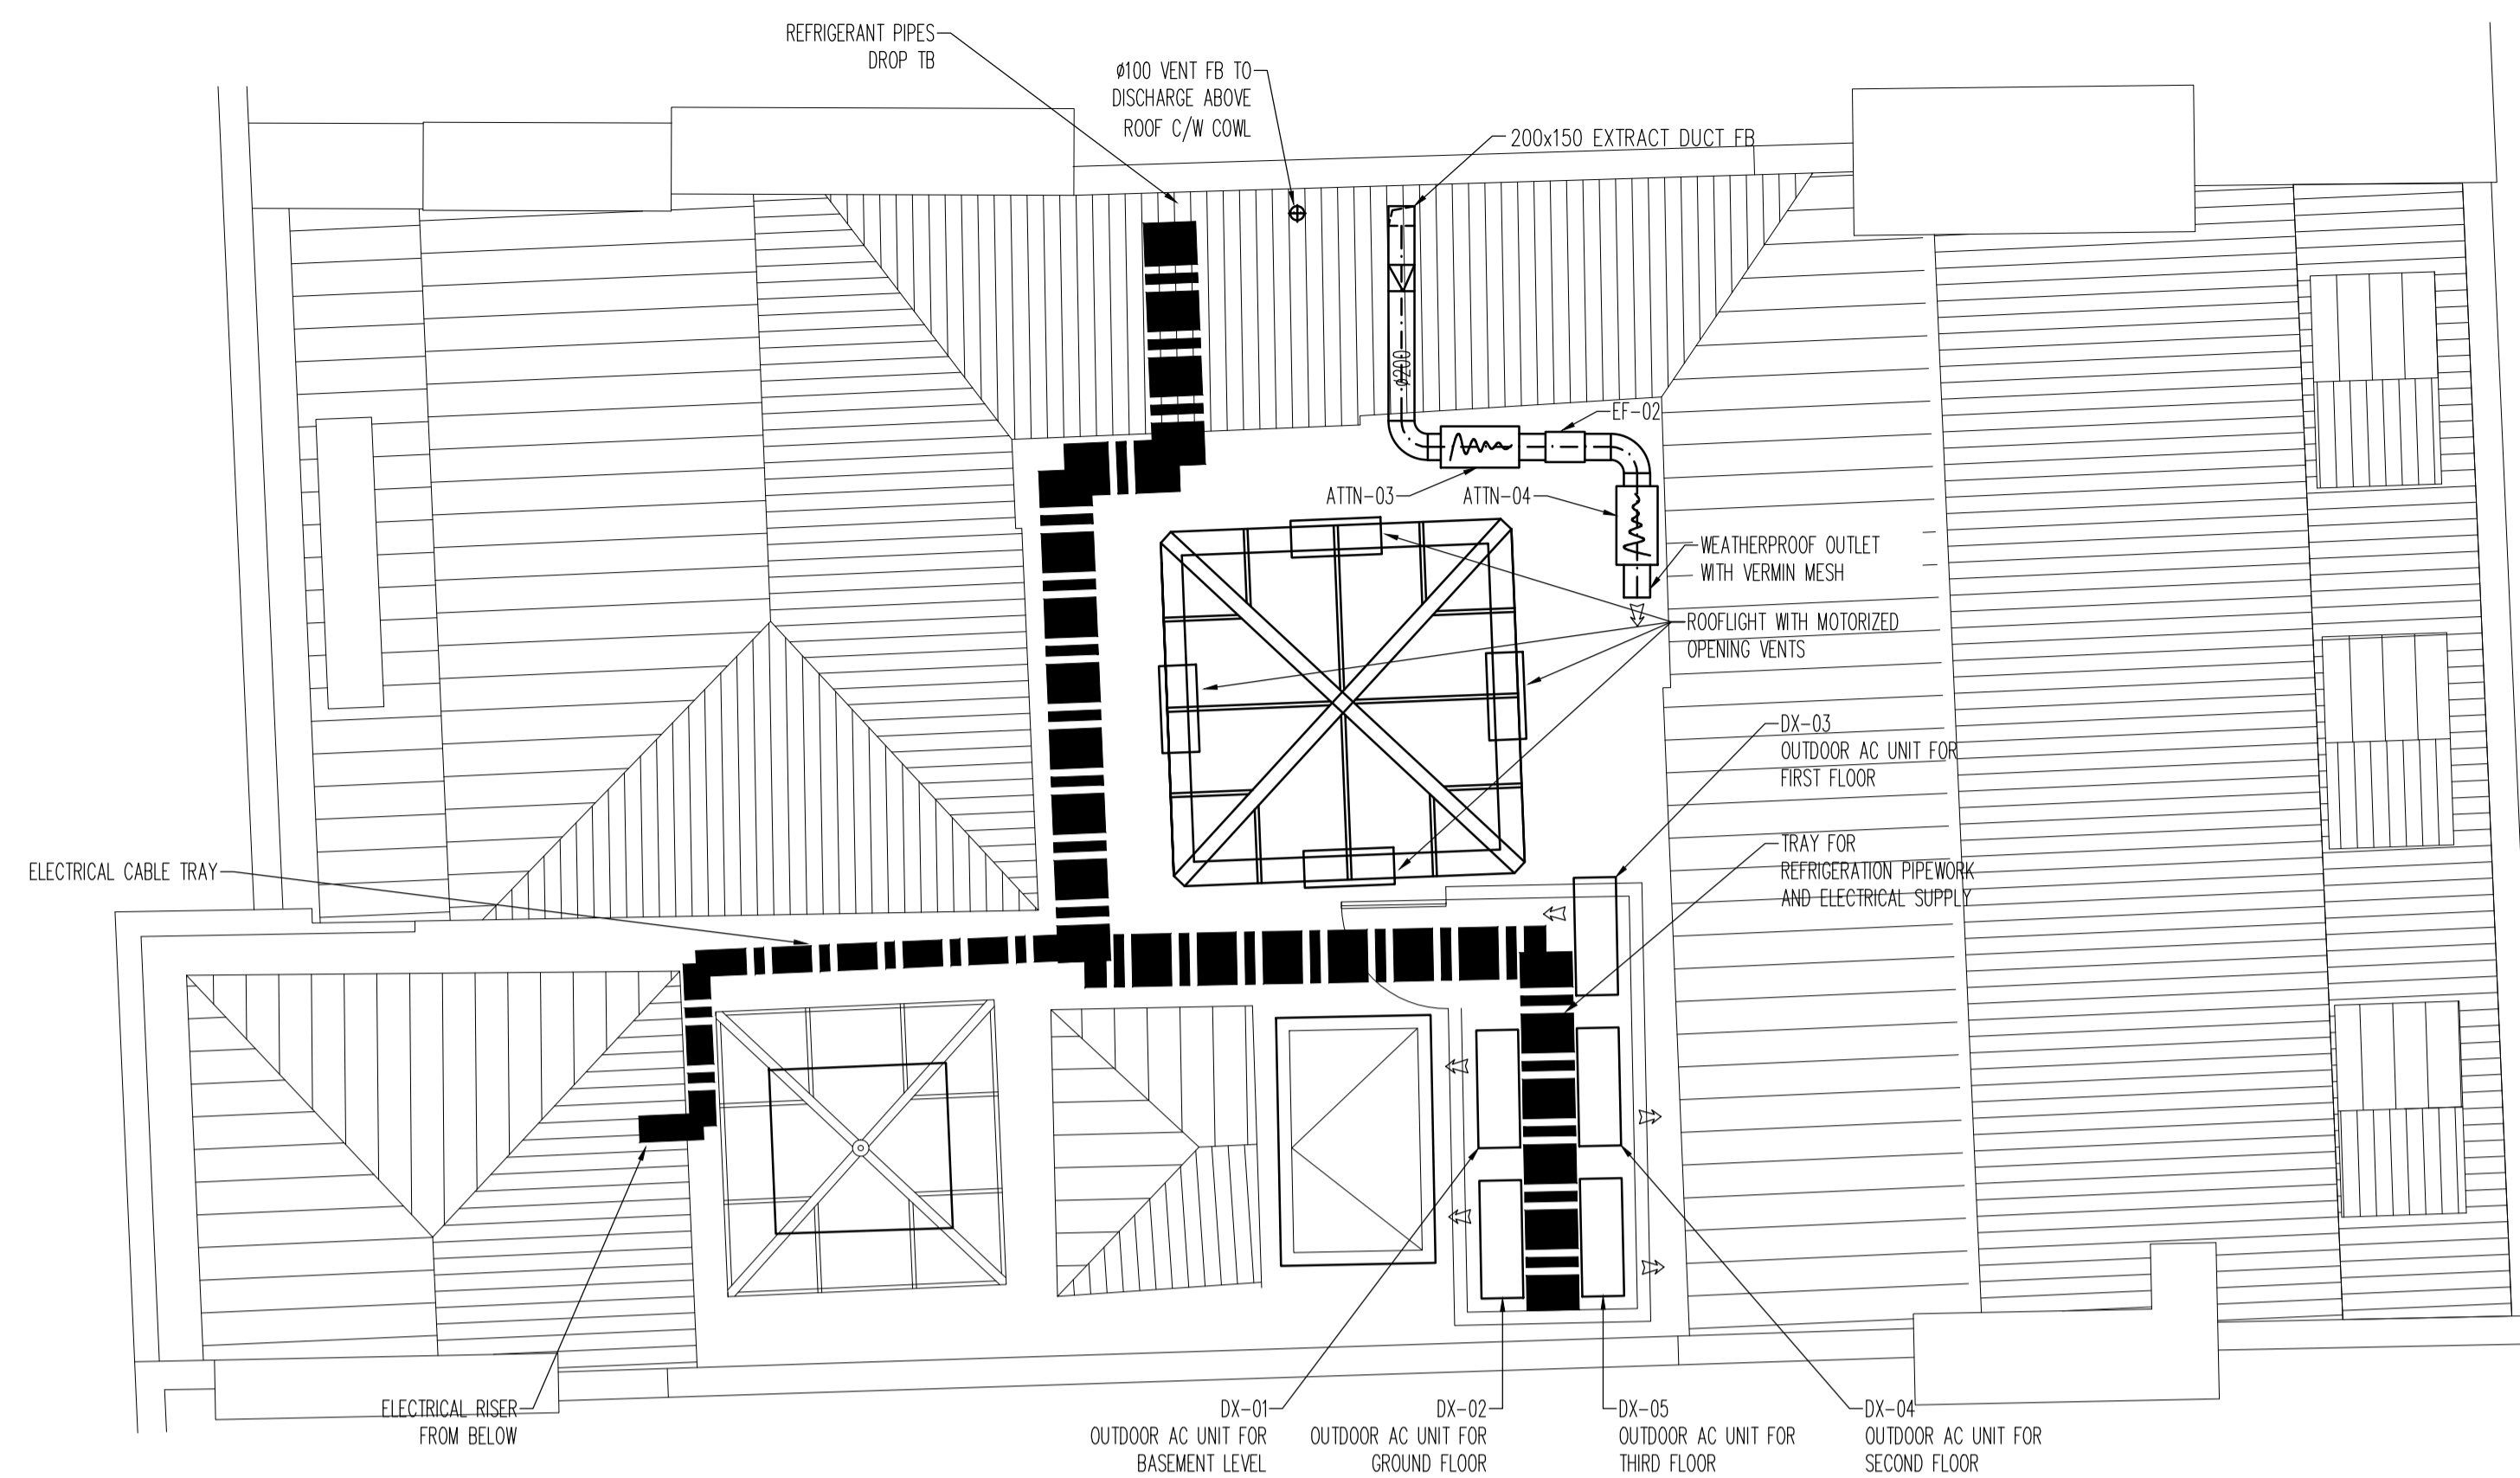 REFRIGERANT PIPES
DROP TB
ø100 VENT FB TO
DISCHARGE ABOVE
ROOF C/W COWL
200x150 EXTRACT DUCT FB
ø200
EF-02
ATTN-03
ATTN-04
WEATHERPROOF OUTLET
WITH VERMIN MESH
ROOFLIGHT WITH MOTORIZED
OPENING VENTS
DX-03
OUTDOOR AC UNIT FOR
FIRST FLOOR
TRAY FOR
REFRIGERATION PIPEWORK
AND ELECTRICAL SUPPLY
ELECTRICAL CABLE TRAY
ELECTRICAL RISER
FROM BELOW
DX-01
OUTDOOR AC UNIT FOR
BASEMENT LEVEL
DX-02
OUTDOOR AC UNIT FOR
GROUND FLOOR
DX-05
OUTDOOR AC UNIT FOR
THIRD FLOOR
DX-04
OUTDOOR AC UNIT FOR
SECOND FLOOR